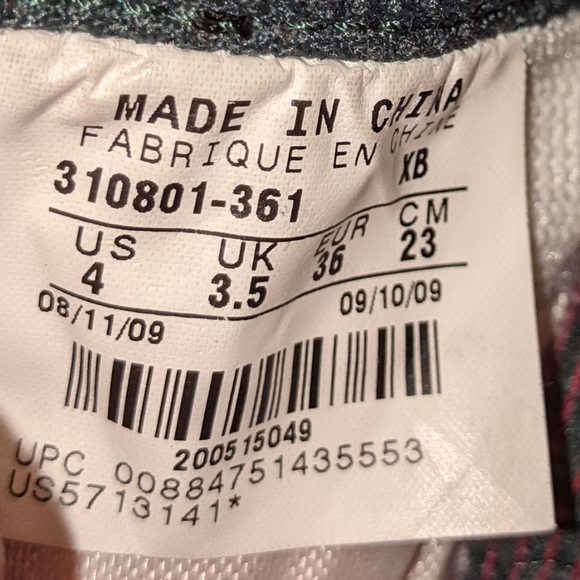 MADE IN CHINA
FABRIQUE EN CHINE
310801-361 XB
US UK EUR CM
4 3.5 36 23
08/11/09 09/10/09
200515049
UPC 00884751435553
US5713141*